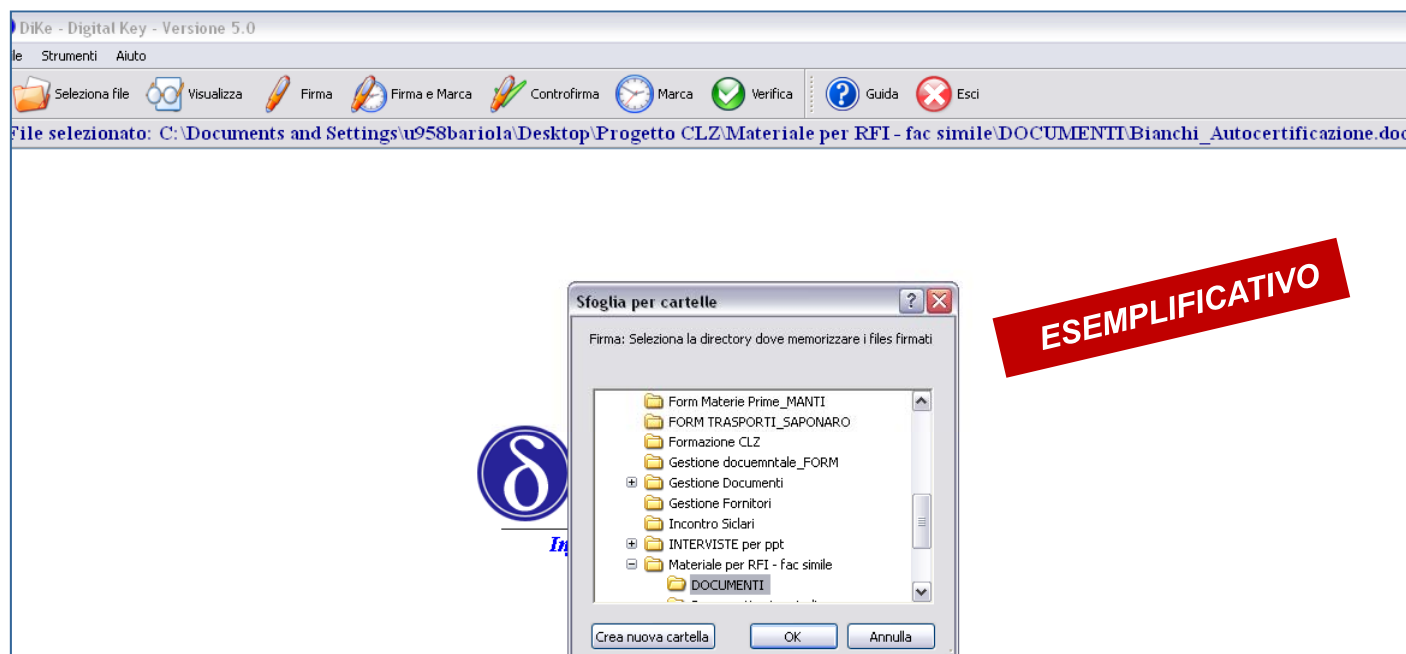 DiKe - Digital Key - Versione 5.0
le Strumenti Aiuto
Seleziona file Visualizza Firma Firma e Marca Controfirma Marca Verifica Guida Esci
File selezionato: C:\Documents and Settings\u958bariola\Desktop\Progetto CLZ\Materiale per RFI - fac simile\DOCUMENTI\Bianchi_Autocertificazione.doc
ESEMPLIFICATIVO
Sfoglia per cartelle
Firma: Seleziona la directory dove memorizzare i files firmati
Form Materie Prime_MANTI
FORM TRASPORTI_SAPONARO
Formazione CLZ
Gestione docuemntale_FORM
Gestione Documenti
Gestione Fornitori
Incontro Siclari
INTERVISTE per ppt
Materiale per RFI - fac simile
DOCUMENTI
δ
In
Crea nuova cartella OK Annulla